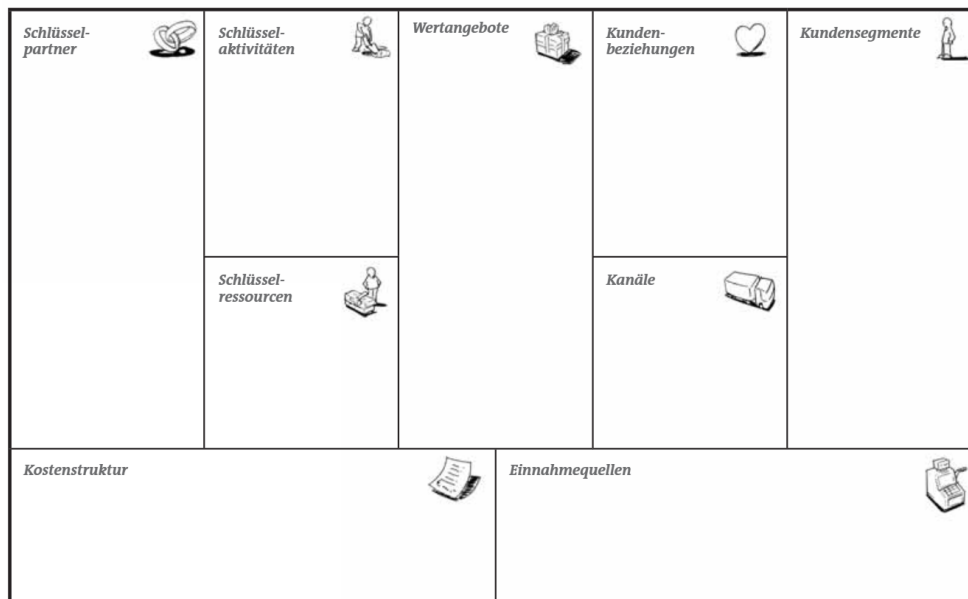 Schlüssel-
partner
Schlüssel-
aktivitäten
Schlüssel-
ressourcen
Wertangebote
Kunden-
beziehungen
Kanäle
Kundensegmente
Kostenstruktur
Einnahmequellen